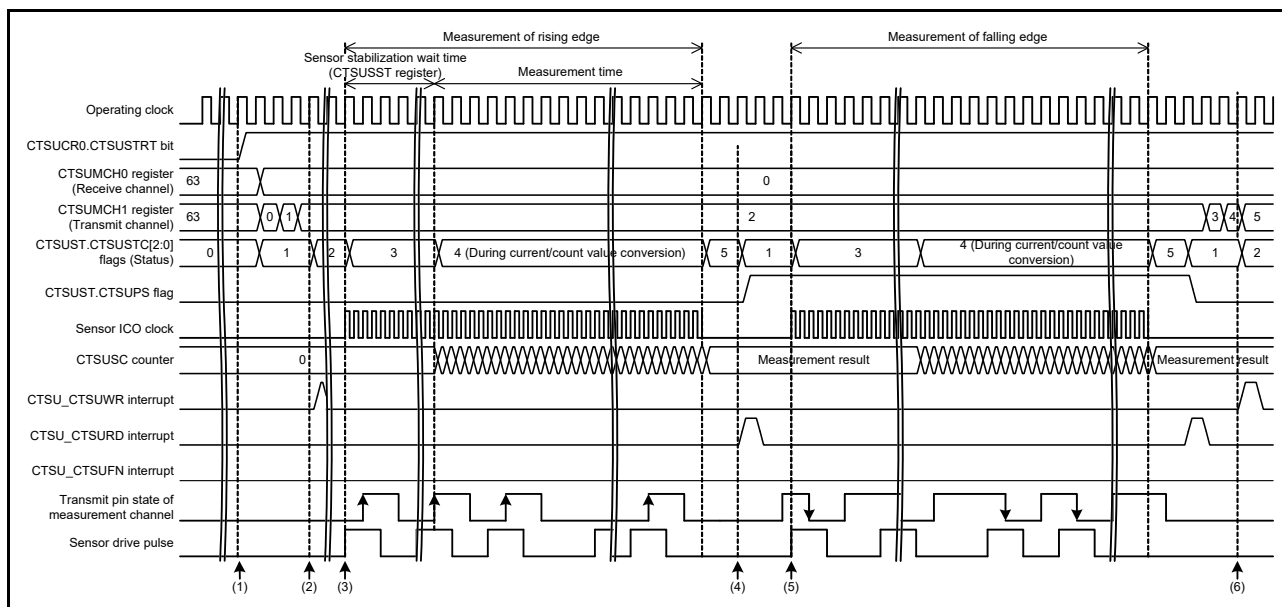 Measurement of rising edge
Measurement of falling edge
Sensor stabilization wait time
(CTSUSST register)
Measurement time
Operating clock
CTSUCR0.CTSUSTRT bit
CTSUMCH0 register
(Receive channel)
63
0
CTSUMCH1 register
(Transmit channel)
63
0
1
2
3
4
5
CTSUST.CTSUSTC[2:0]
flags (Status)
0
1
2
3
4 (During current/count value conversion)
5
1
3
4 (During current/count value
conversion)
5
1
2
CTSUST.CTSUPS flag
Sensor ICO clock
CTSUSC counter
0
Measurement result
Measurement result
CTSU_CTSUWR interrupt
CTSU_CTSURD interrupt
CTSU_CTSUFN interrupt
Transmit pin state of
measurement channel
Sensor drive pulse
(1)
(2)
(3)
(4)
(5)
(6)